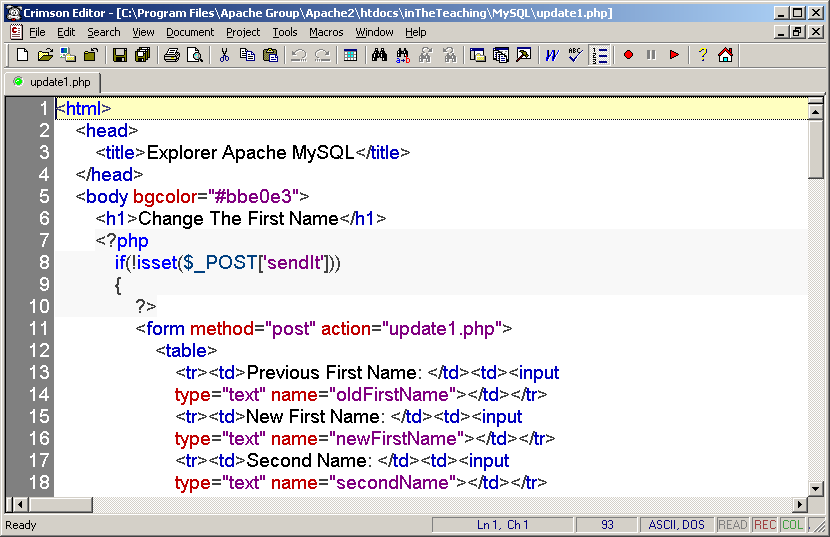 Crimson Editor - [C:\Program Files\Apache Group\Apache2\htdocs\inTheTeaching\MySQL\update1.php]
File Edit Search View Document Project Tools Macros Window Help
update1.php
1 <html>
2 <head>
3 <title>Explorer Apache MySQL</title>
4 </head>
5 <body bgcolor="#bbe0e3">
6 <h1>Change The First Name</h1>
7 <?php
8 if(!isset($_POST['sendIt']))
9 {
10 ?>
11 <form method="post" action="update1.php">
12 <table>
13 <tr><td>Previous First Name: </td><td><input
14 type="text" name="oldFirstName"></td></tr>
15 <tr><td>New First Name: </td><td><input
16 type="text" name="newFirstName"></td></tr>
17 <tr><td>Second Name: </td><td><input
18 type="text" name="secondName"></td></tr>
Ready Ln 1, Ch 1 93 ASCII, DOS READ REC COL